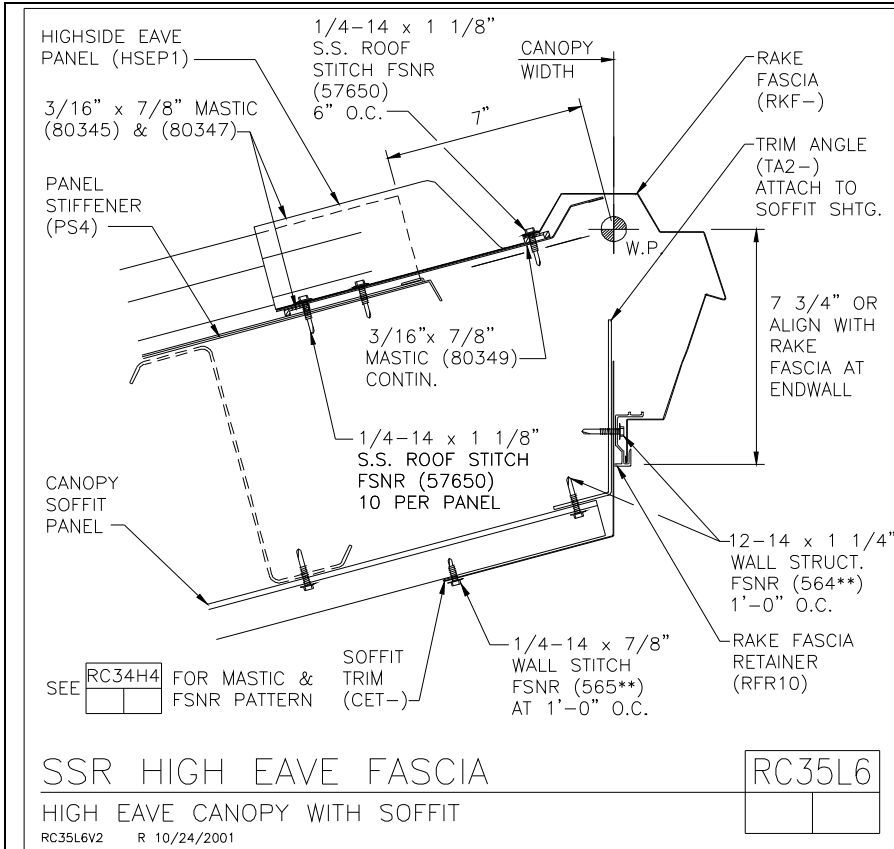 HIGHSIDE EAVE
PANEL (HSEP1)
3/16" x 7/8" MASTIC
(80345) & (80347)
PANEL
STIFFENER
(PS4)
1/4-14 x 1 1/8"
S.S. ROOF
STITCH FSNR
(57650)
6" O.C.
7"
CANOPY
WIDTH
RAKE
FASCIA
(RKF-)
TRIM ANGLE
(TA2-)
ATTACH TO
SOFFIT SHTG.
W.P
7 3/4" OR
ALIGN WITH
RAKE
FASCIA AT
ENDWALL
3/16"x 7/8"
MASTIC (80349)
CONTIN.
1/4-14 x 1 1/8"
S.S. ROOF STITCH
FSNR (57650)
10 PER PANEL
CANOPY
SOFFIT
PANEL
12-14 x 1 1/4"
WALL STRUCT.
FSNR (564**)
1'-0" O.C.
RAKE FASCIA
RETAINER
(RFR10)
1/4-14 x 7/8"
WALL STITCH
FSNR (565**)
AT 1'-0" O.C.
SOFFIT
TRIM
(CET-)
SEE RC34H4 FOR MASTIC &
FSNR PATTERN
SSR HIGH EAVE FASCIA
RC35L6
HIGH EAVE CANOPY WITH SOFFIT
RC35L6V2 R 10/24/2001